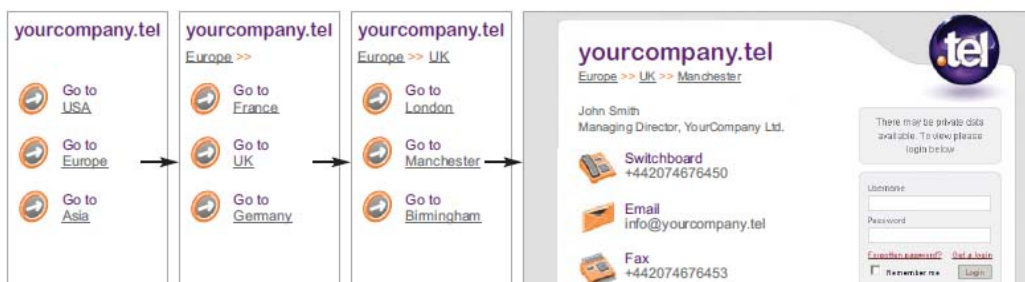 yourcompany.tel
Go to
USA
Go to
Europe
Go to
Asia
yourcompany.tel
Europe >>
Go to
France
Go to
UK
Go to
Germany
yourcompany.tel
Europe >> UK
Go to
London
Go to
Manchester
Go to
Birmingham
yourcompany.tel
Europe >> UK >> Manchester
John Smith
Managing Director, YourCompany Ltd.
Switchboard
+442074676450
Email
info@yourcompany.tel
Fax
+442074676453
.tel
There may be private data
available. To view please
login below
Username
Password
Forgotten password? Get a login
Remember me Login